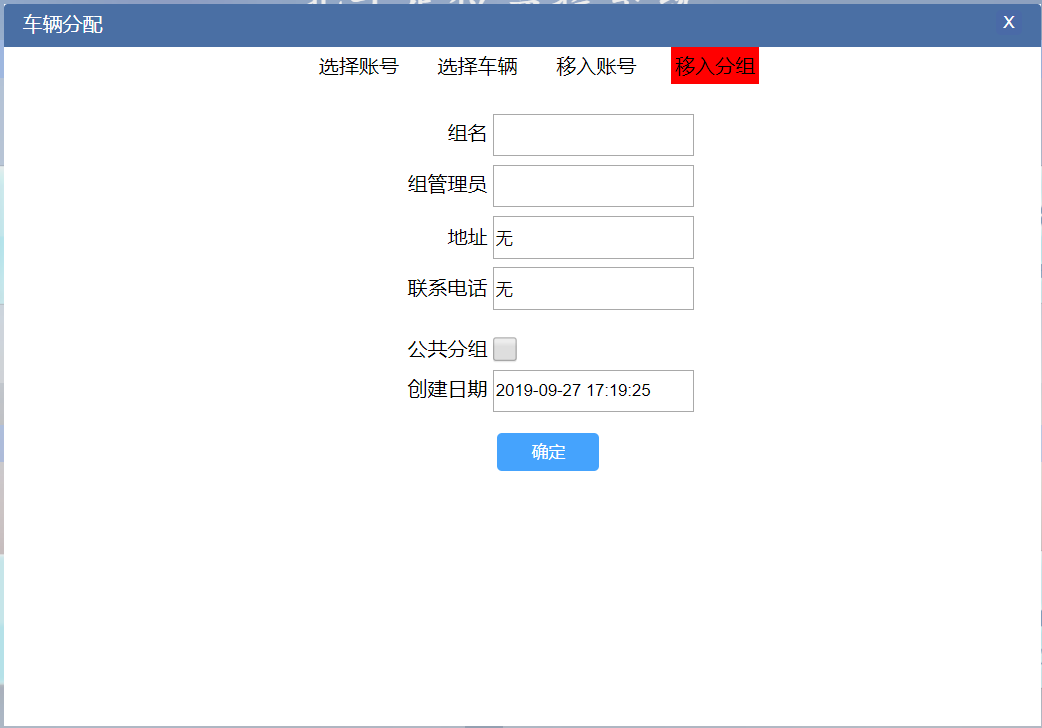 车辆分配 X
选择账号 选择车辆 移入账号 移入分组
组名
组管理员
地址 无
联系电话 无
公共分组
创建日期 2019-09-27 17:19:25
确定